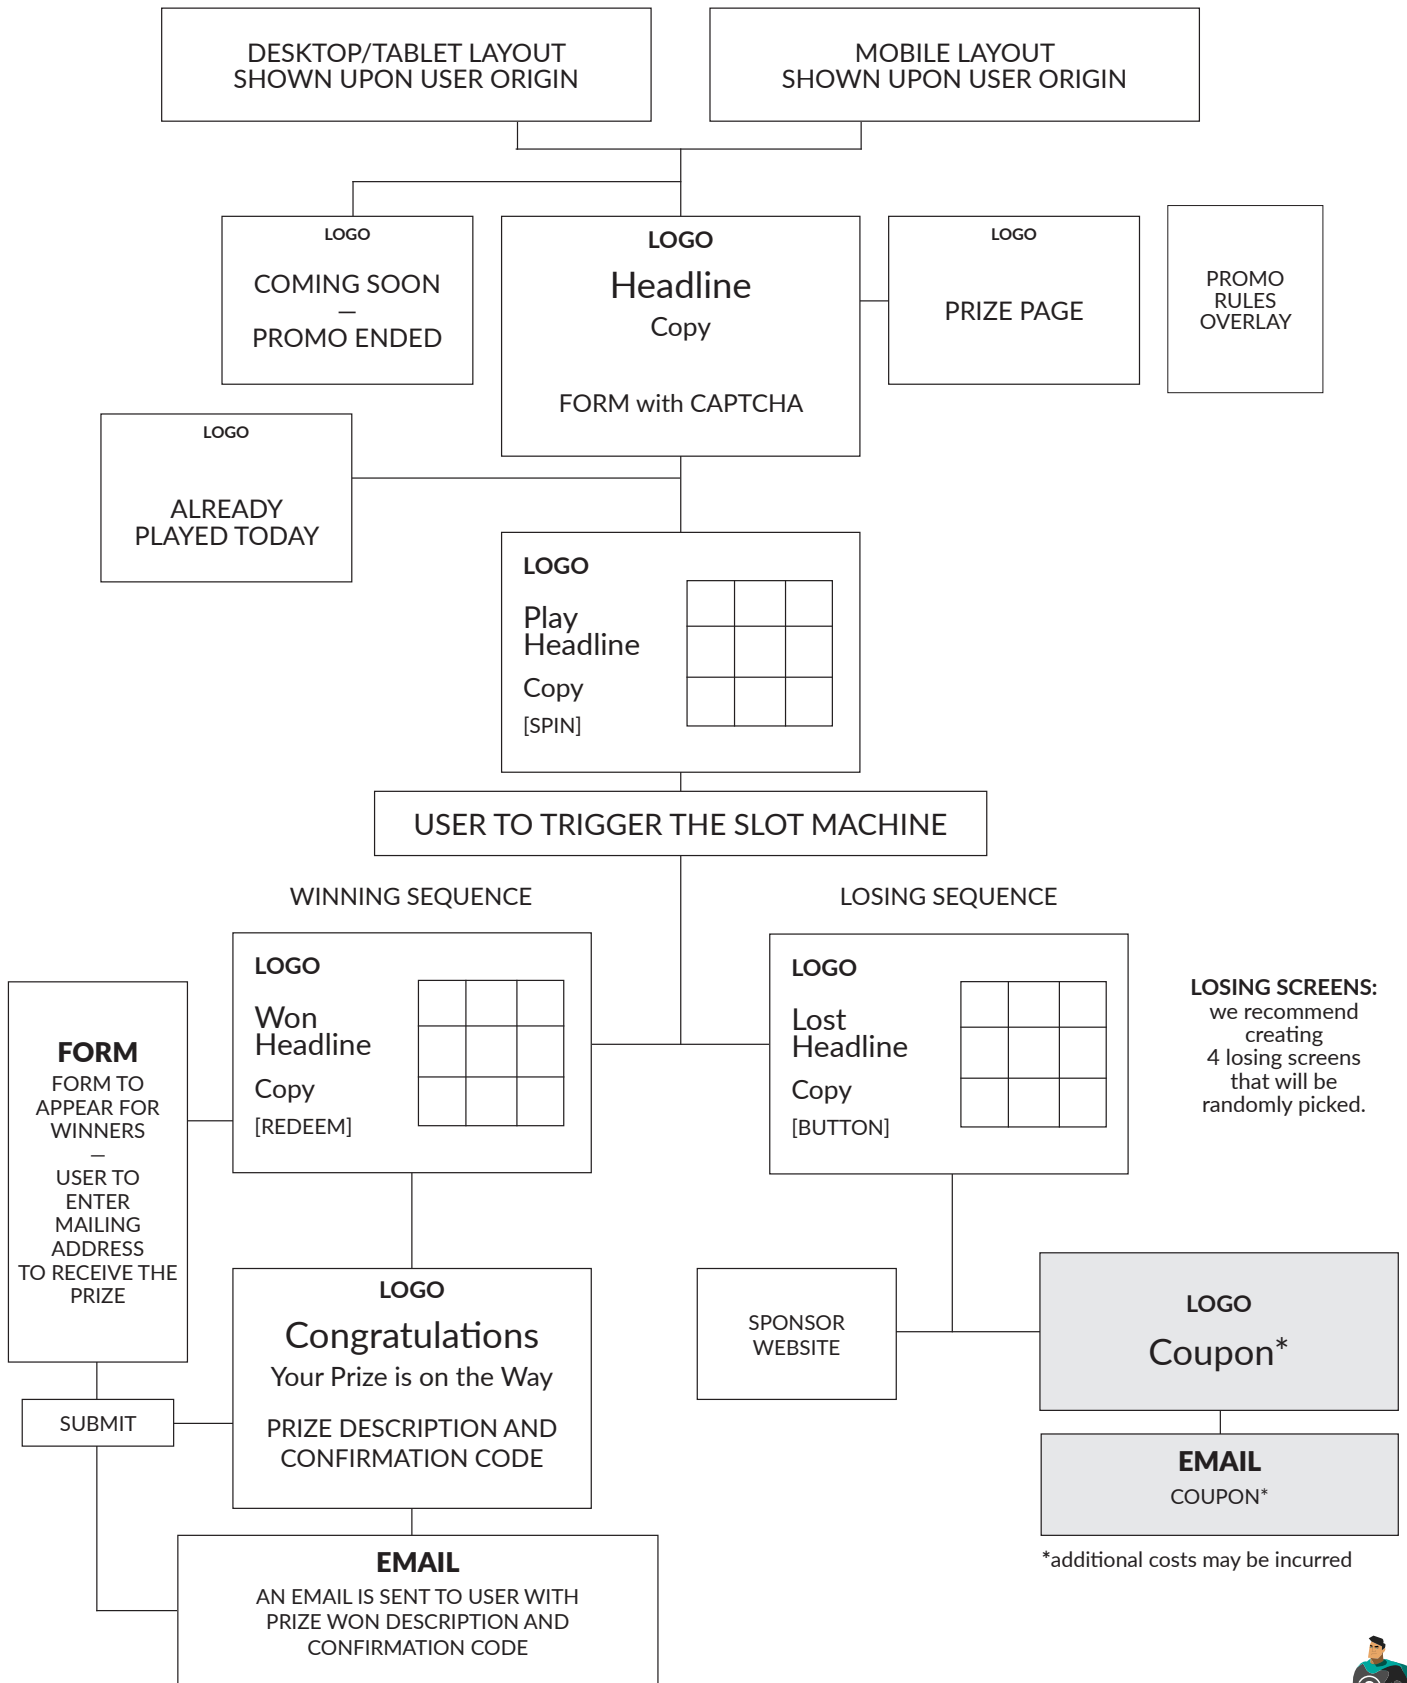 DESKTOP/TABLET LAYOUT
SHOWN UPON USER ORIGIN
MOBILE LAYOUT
SHOWN UPON USER ORIGIN
LOGO
COMING SOON
—
PROMO ENDED
LOGO
Headline
Copy
FORM with CAPTCHA
LOGO
PRIZE PAGE
PROMO
RULES
OVERLAY
LOGO
ALREADY
PLAYED TODAY
LOGO
Play
Headline
Copy
[SPIN]
USER TO TRIGGER THE SLOT MACHINE
WINNING SEQUENCE
LOSING SEQUENCE
FORM
FORM TO
APPEAR FOR
WINNERS
—
USER TO
ENTER
MAILING
ADDRESS
TO RECEIVE THE
PRIZE
LOGO
Won
Headline
Copy
[REDEEM]
LOGO
Lost
Headline
Copy
[BUTTON]
LOSING SCREENS:
we recommend
creating
4 losing screens
that will be
randomly picked.
SUBMIT
LOGO
Congratulations
Your Prize is on the Way
PRIZE DESCRIPTION AND
CONFIRMATION CODE
SPONSOR
WEBSITE
LOGO
Coupon*
EMAIL
COUPON*
*additional costs may be incurred
EMAIL
AN EMAIL IS SENT TO USER WITH
PRIZE WON DESCRIPTION AND
CONFIRMATION CODE